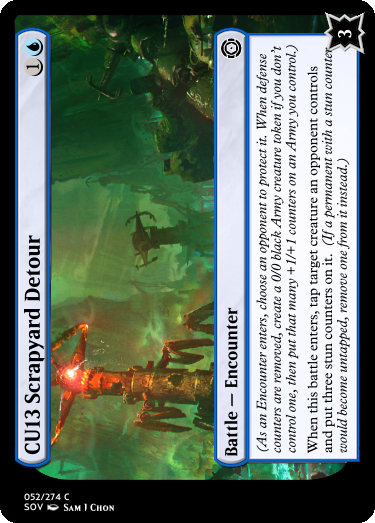 CU13 Scrapyard Detour
1
Battle — Encounter
(As an Encounter enters, choose an opponent to protect it. When defense
counters are removed, create a 0/0 black Army creature token if you don't
control one, then put that many +1/+1 counters on an Army you control.)
When this battle enters, tap target creature an opponent controls
and put three stun counters on it. (If a permanent with a stun counter
would become untapped, remove one from it instead.)
3
052/274 C
SOV Sam I Chon